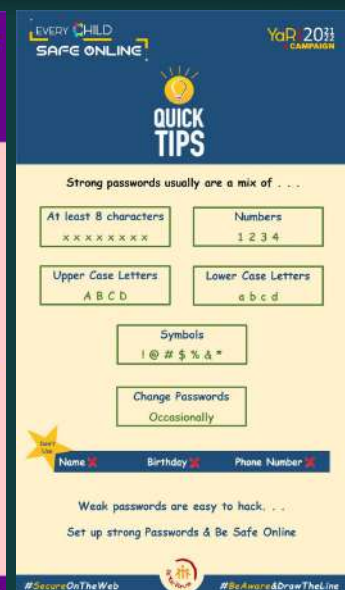 EVERY CHILD
SAFE ONLINE
YaR 2021
2022
CAMPAIGN
QUICK
TIPS
Strong passwords usually are a mix of . . .
At least 8 characters
x x x x x x x x
Numbers
1 2 3 4
Upper Case Letters
A B C D
Lower Case Letters
a b c d
Symbols
! @ # $ % & *
Change Passwords
Occasionally
Don't
Use
Name
Birthday
Phone Number
Weak passwords are easy to hack. . .
Set up strong Passwords & Be Safe Online
#SecureOnTheWeb
#BeAware&DrawTheLine